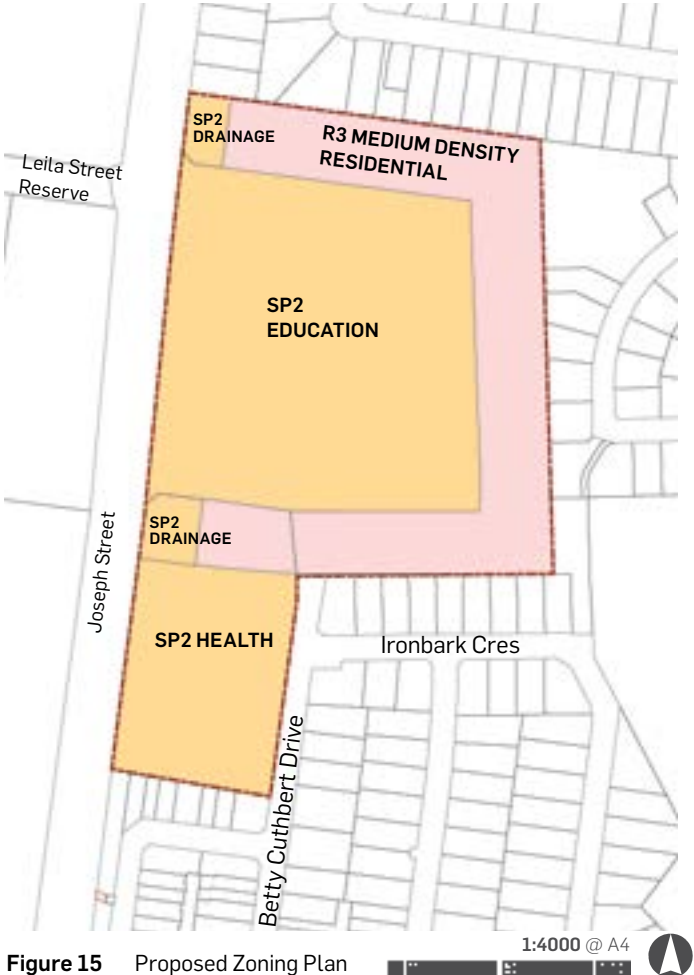 SP2
DRAINAGE
R3 MEDIUM DENSITY
RESIDENTIAL
Leila Street
Reserve
SP2
EDUCATION
SP2
DRAINAGE
Joseph Street
SP2 HEALTH
Ironbark Cres
Betty Cuthbert Drive
1:4000 @ A4
Figure 15 Proposed Zoning Plan